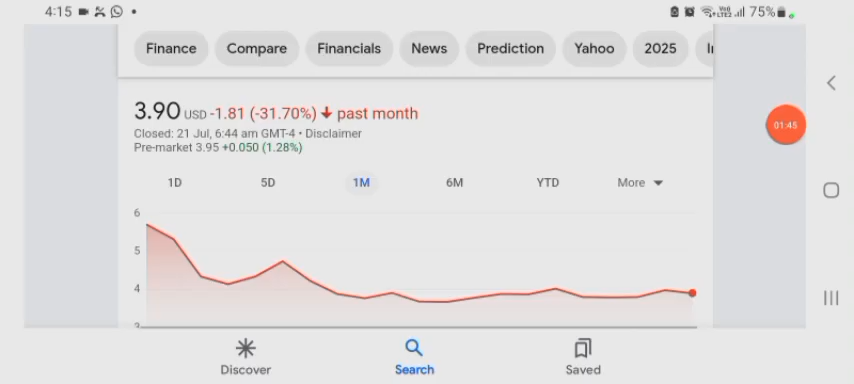 4:15
75%
Finance Compare Financials News Prediction Yahoo 2025
01:45
3.90 USD -1.81 (-31.70%) past month
Closed: 21 Jul, 6:44 am GMT-4 • Disclaimer
Pre-market 3.95 +0.050 (1.28%)
1D 5D 1M 6M YTD More
6
5
4
3
Discover Search Saved